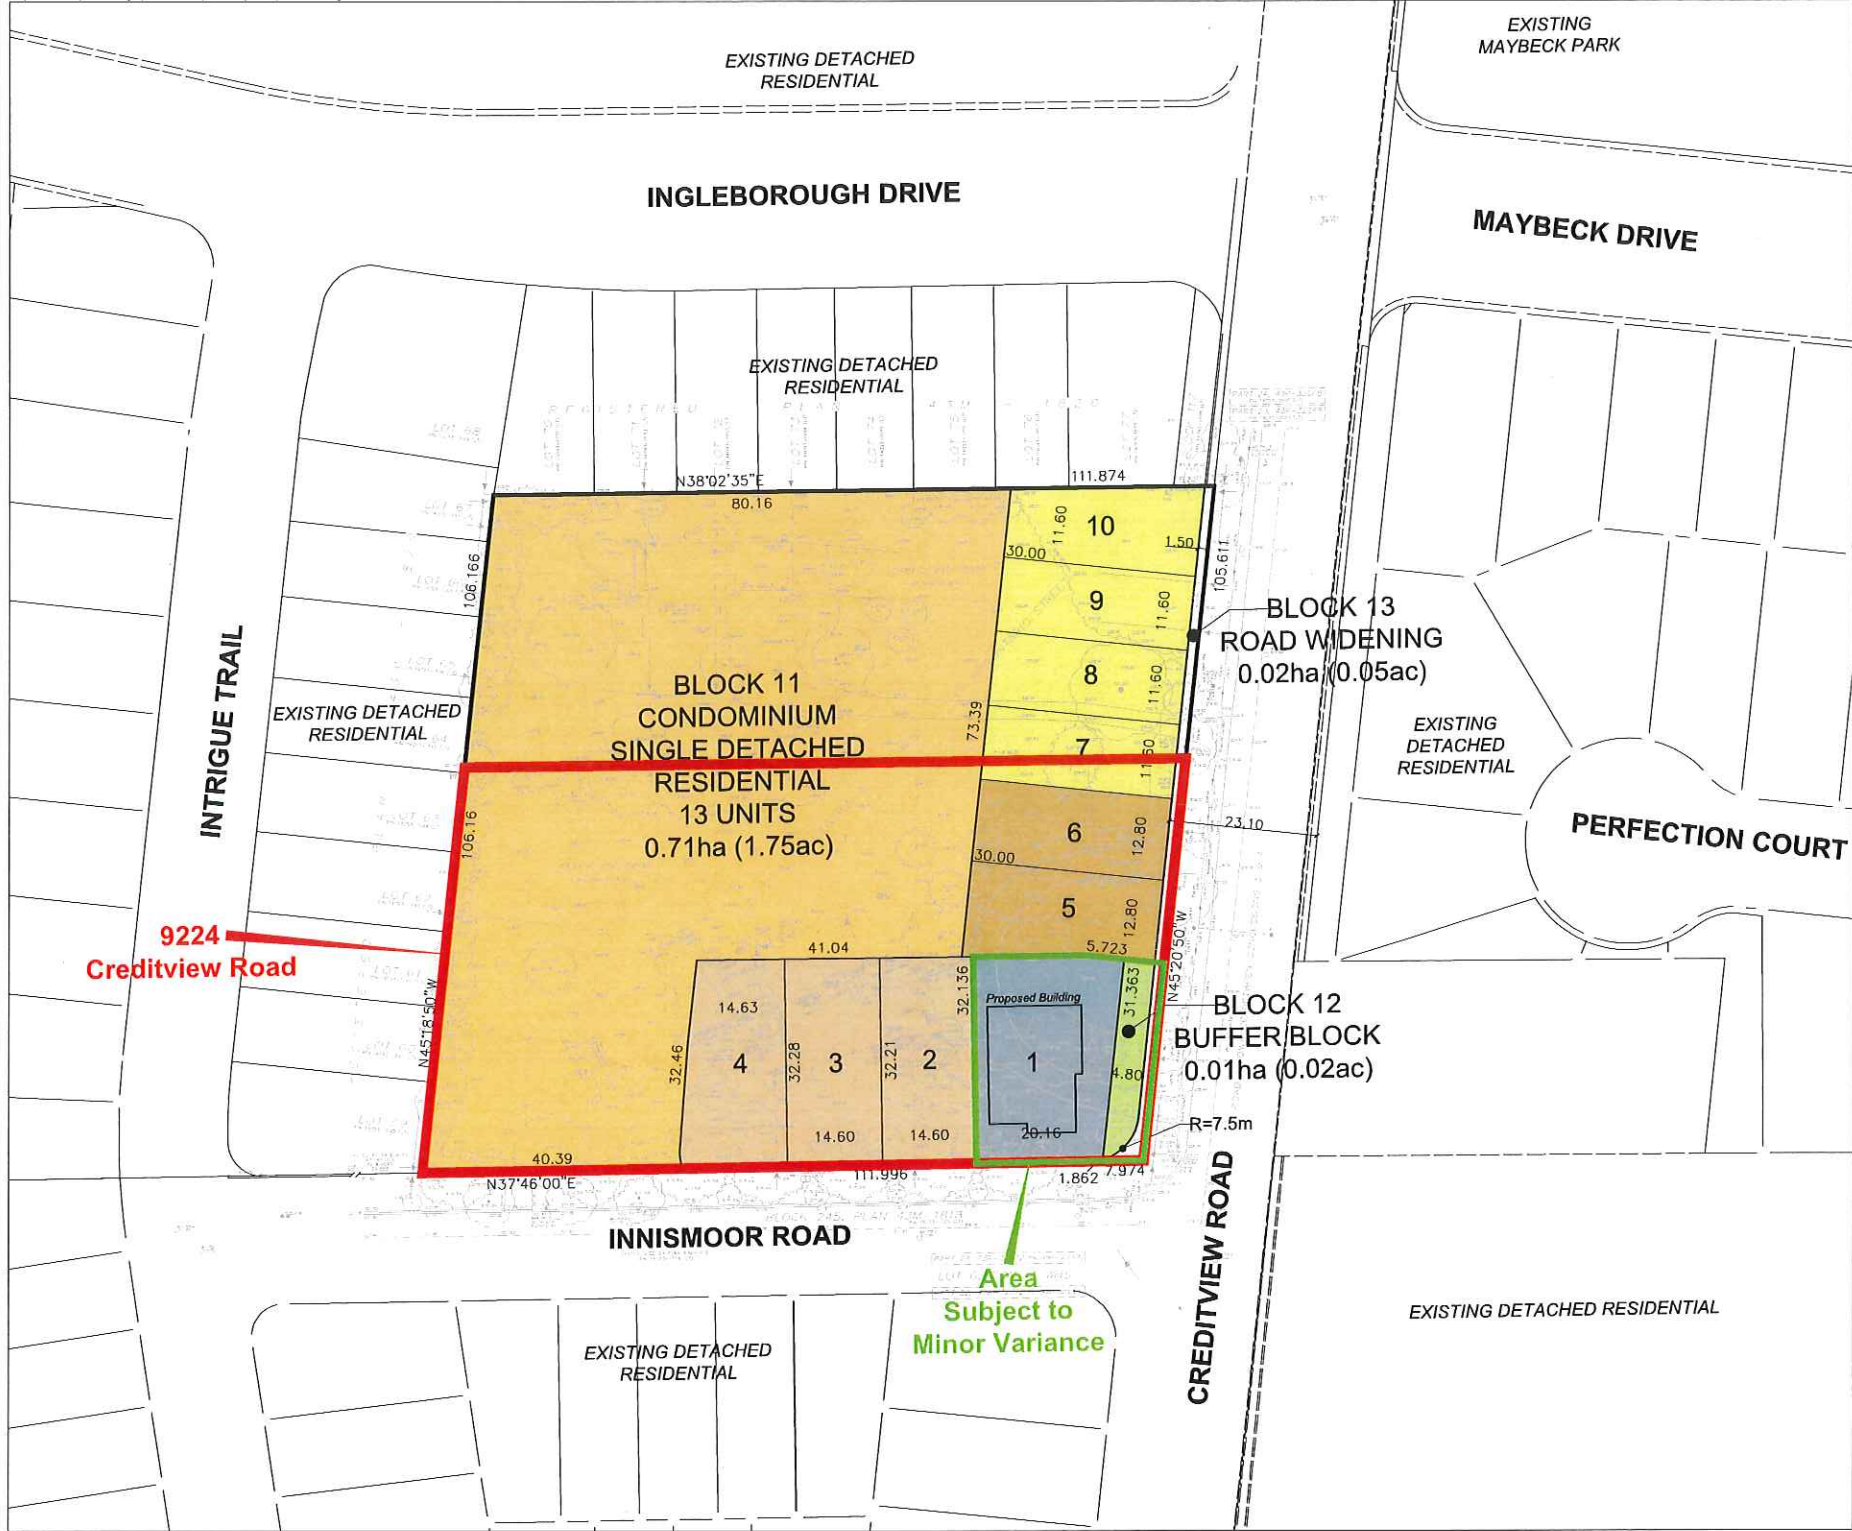 EXISTING
MAYBECK PARK
EXISTING DETACHED
RESIDENTIAL
INGLEBOROUGH DRIVE
MAYBECK DRIVE
EXISTING DETACHED
RESIDENTIAL
N38°02'35"E
80.16
111.874
106.166
11.60
10
30.00
1.50
105.611
9
11.60
BLOCK 13
ROAD WIDENING
0.02ha (0.05ac)
8
11.60
73.39
7
11.60
BLOCK 11
CONDOMINIUM
SINGLE DETACHED
RESIDENTIAL
13 UNITS
0.71ha (1.75ac)
INTRIGUE TRAIL
EXISTING DETACHED
RESIDENTIAL
EXISTING
DETACHED
RESIDENTIAL
PERFECTION COURT
106.16
6
12.80
23.10
30.00
5
12.80
9224
Creditview Road
41.04
5.723
N45°18'50"W
N45°20'50"W
32.136
31.363
Proposed Building
14.63
BLOCK 12
BUFFER BLOCK
0.01ha (0.02ac)
32.46
4
32.28
3
32.21
2
1
4.80
14.60
14.60
20.16
R=7.5m
40.39
N37°46'00"E
111.996
1.862
7.974
INNISMOOR ROAD
CREDITVIEW ROAD
Area
Subject to
Minor Variance
EXISTING DETACHED RESIDENTIAL
EXISTING DETACHED
RESIDENTIAL